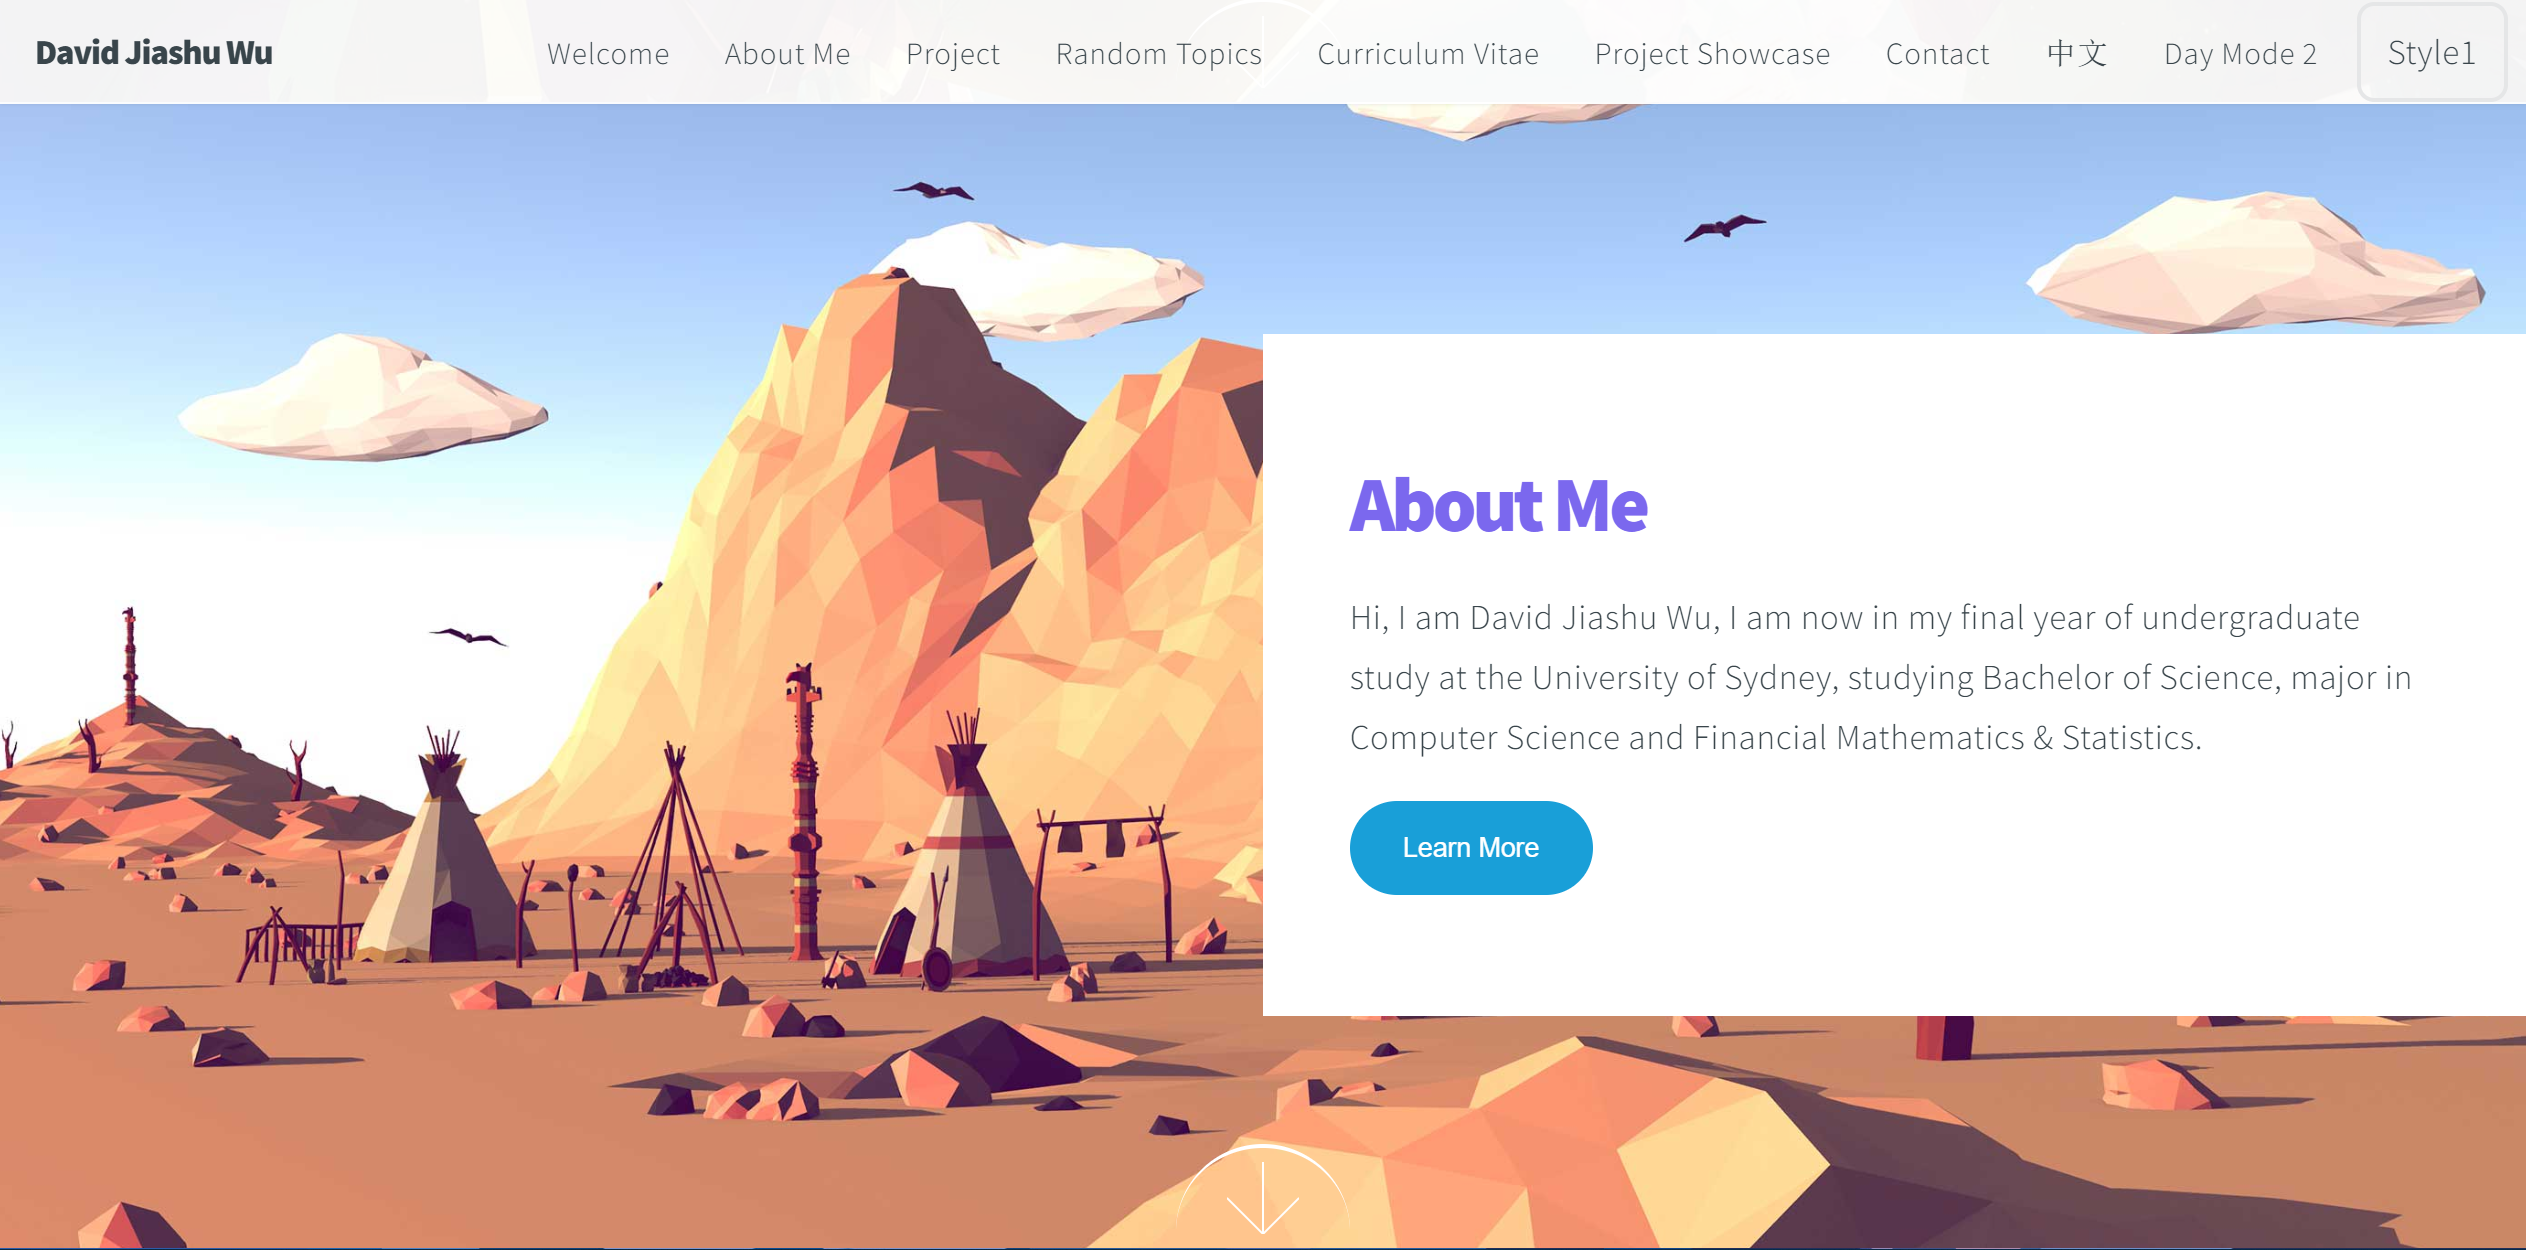 David Jiashu Wu
Welcome
About Me
Project
Random Topics
Curriculum Vitae
Project Showcase
Contact
中文
Day Mode 2
Style1
About Me
Hi, I am David Jiashu Wu, I am now in my final year of undergraduate
study at the University of Sydney, studying Bachelor of Science, major in
Computer Science and Financial Mathematics & Statistics.
Learn More